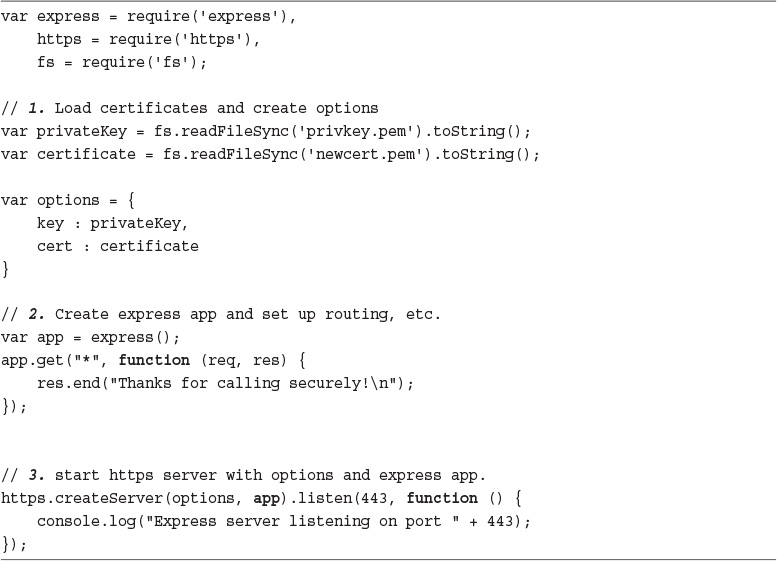 var express = require('express'),
    https = require('https'),
    fs = require('fs');

// 1. Load certificates and create options
var privateKey = fs.readFileSync('privkey.pem').toString();
var certificate = fs.readFileSync('newcert.pem').toString();

var options = {
    key : privateKey,
    cert : certificate
}

// 2. Create express app and set up routing, etc.
var app = express();
app.get("*", function (req, res) {
    res.end("Thanks for calling securely!\n");
});


// 3. start https server with options and express app.
https.createServer(options, app).listen(443, function () {
    console.log("Express server listening on port " + 443);
});